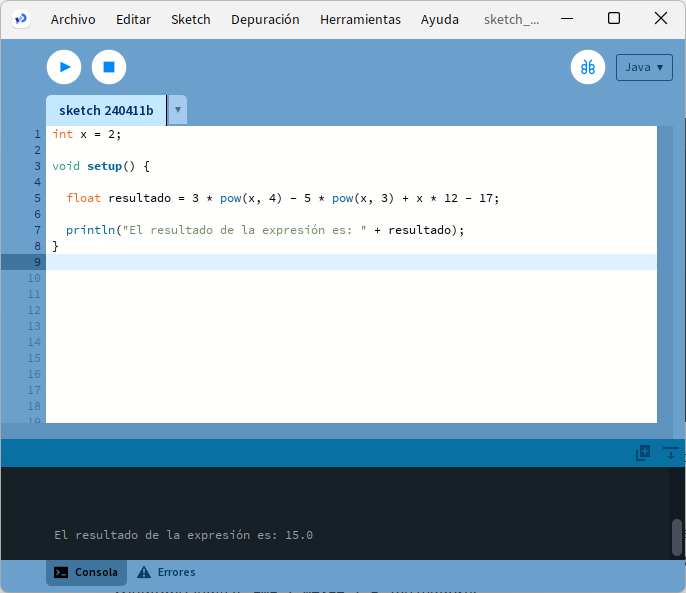 Archivo Editar Sketch Depuración Herramientas Ayuda sketch_...
Java ▾
sketch 240411b ▾
1 int x = 2;
2
3 void setup() {
4
5 float resultado = 3 * pow(x, 4) - 5 * pow(x, 3) + x * 12 - 17;
6
7 println("El resultado de la expresión es: " + resultado);
8 }
9
10
11
12
13
14
15
16
17
18
19
El resultado de la expresión es: 15.0
Consola Errores